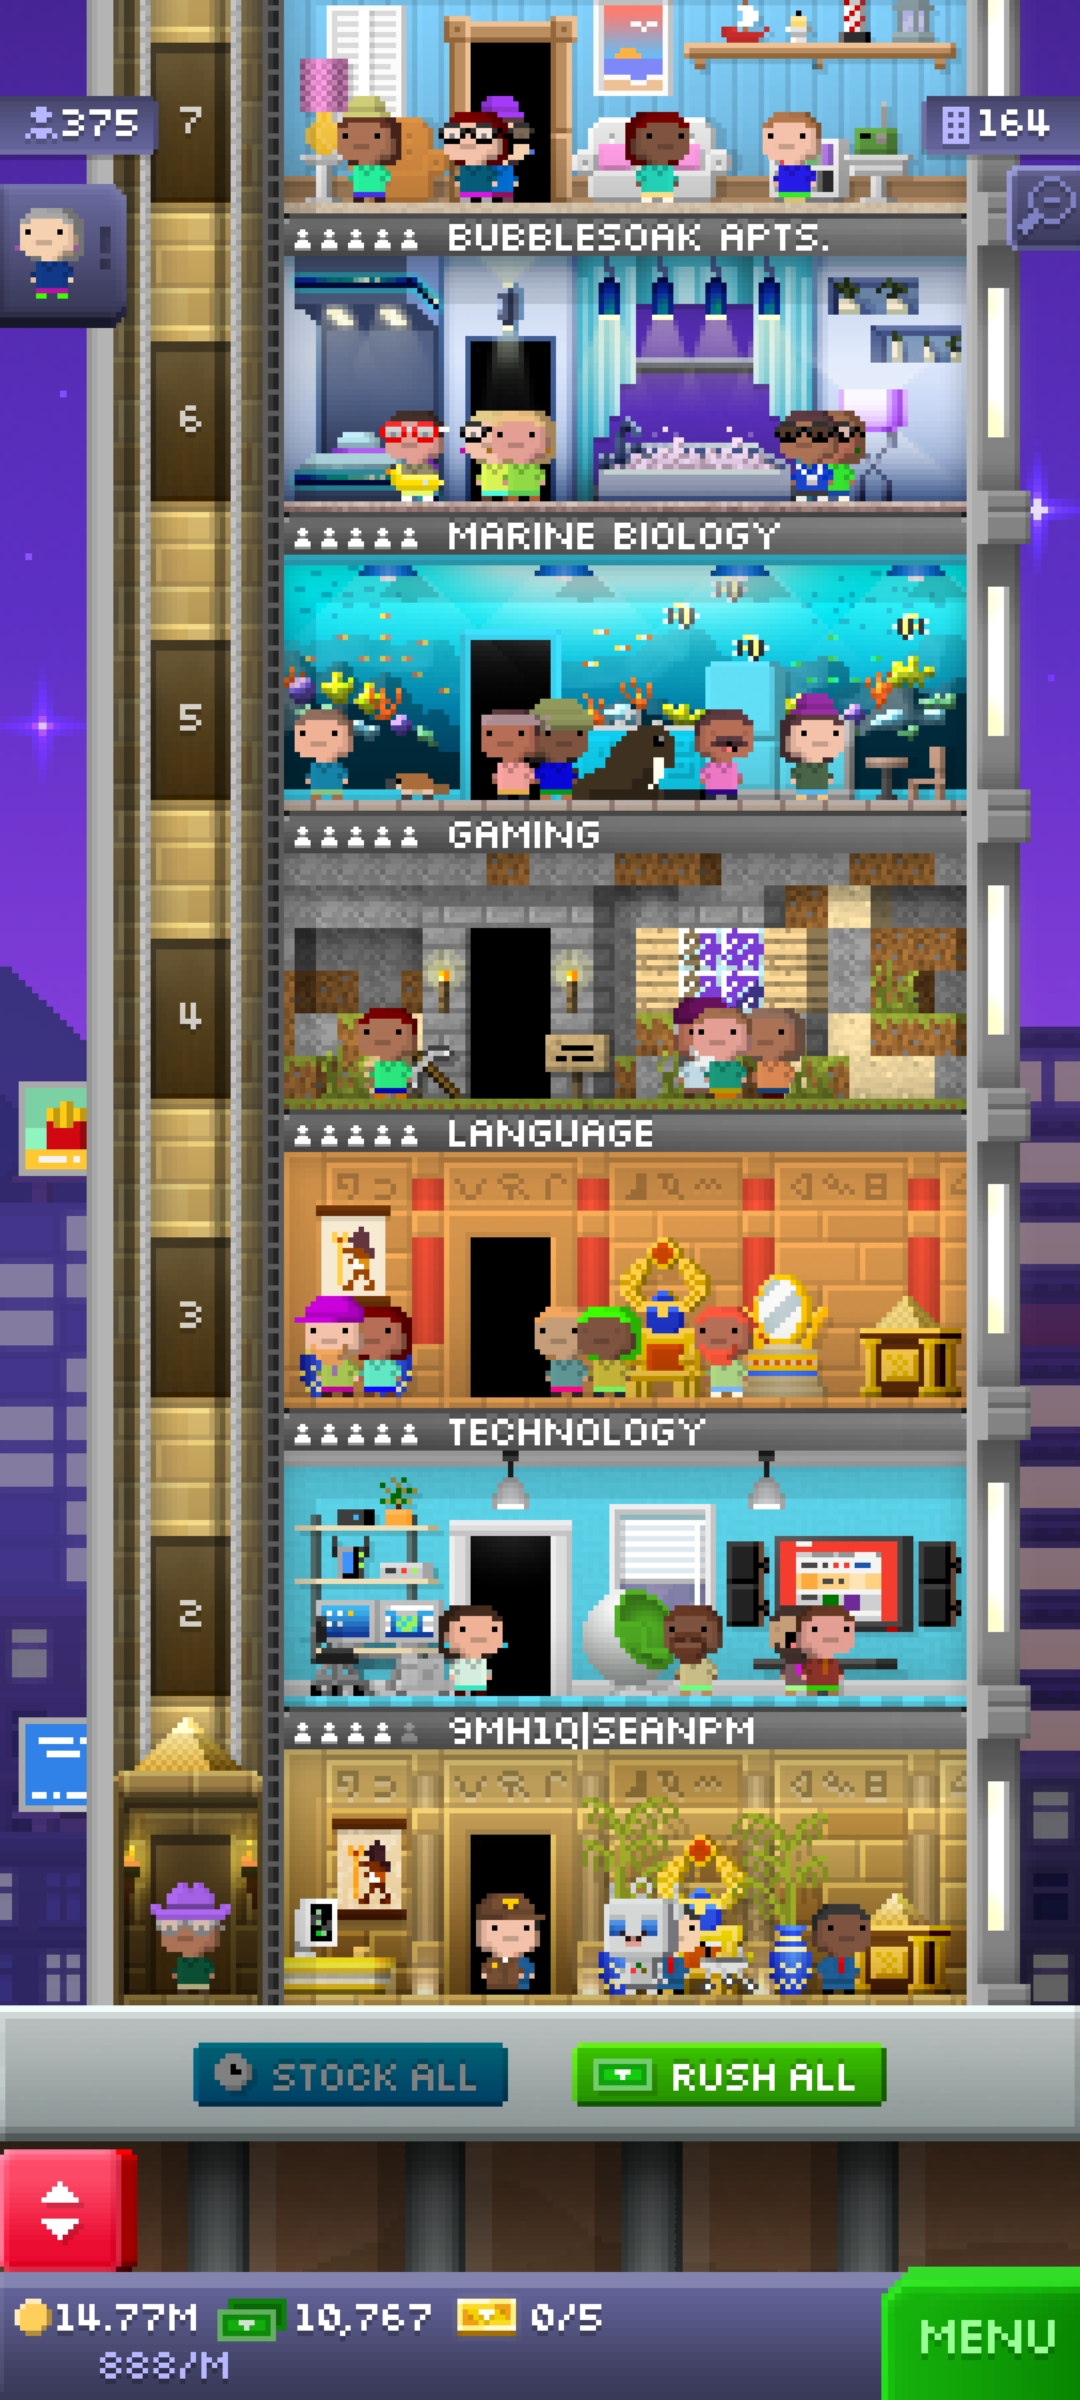 7
375
164
BUBBLESOAK APTS.
6
MARINE BIOLOGY
5
GAMING
4
LANGUAGE
3
TECHNOLOGY
2
9MH1Q|SEANPM
STOCK ALL
RUSH ALL
14.77M
10,767
0/5
888/M
MENU